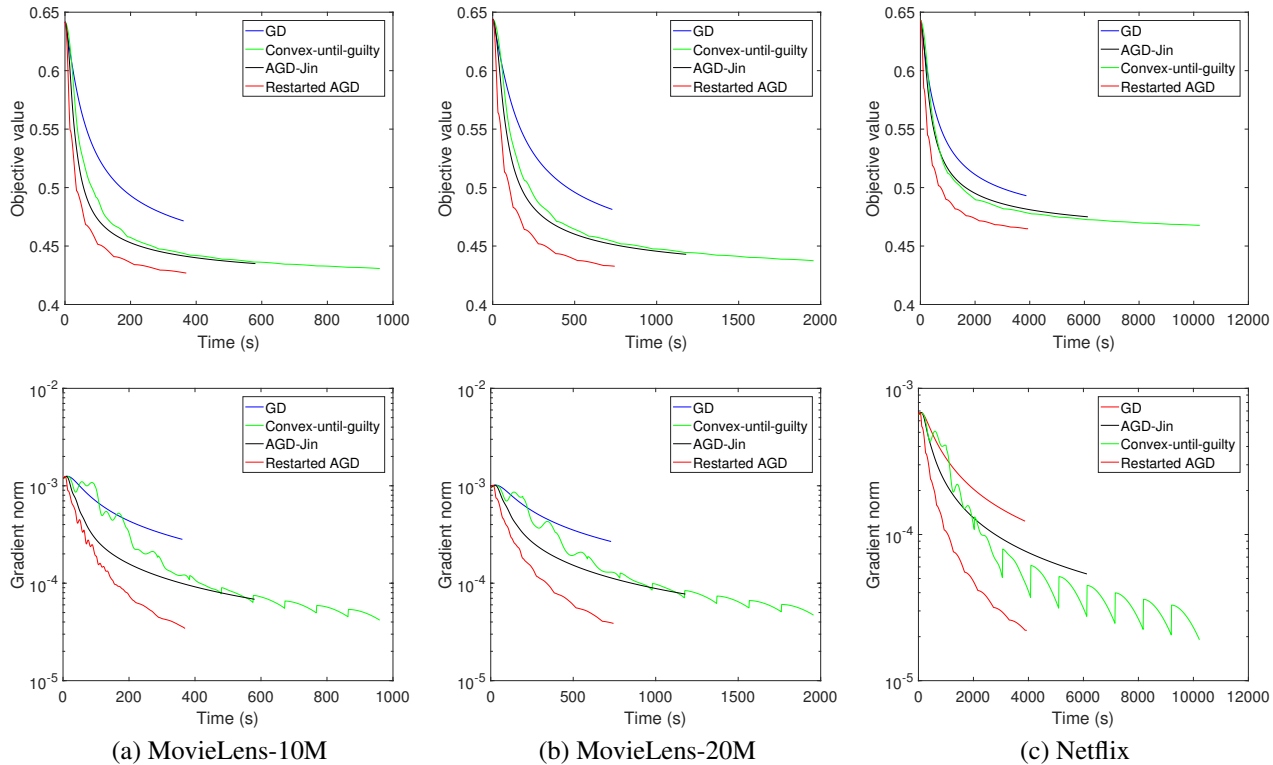 0.65
0.6
0.55
0.5
0.45
0.4
Objective value
0 200 400 600 800 1000
Time (s)
GD
Convex-until-guilty
AGD-Jin
Restarted AGD
0.65
0.6
0.55
0.5
0.45
0.4
Objective value
0 500 1000 1500 2000
Time (s)
GD
Convex-until-guilty
AGD-Jin
Restarted AGD
0.65
0.6
0.55
0.5
0.45
0.4
Objective value
0 2000 4000 6000 8000 10000 12000
Time (s)
GD
AGD-Jin
Convex-until-guilty
Restarted AGD
10^-2
10^-3
10^-4
10^-5
Gradient norm
0 200 400 600 800 1000
Time (s)
GD
Convex-until-guilty
AGD-Jin
Restarted AGD
(a) MovieLens-10M
10^-2
10^-3
10^-4
10^-5
Gradient norm
0 500 1000 1500 2000
Time (s)
GD
Convex-until-guilty
AGD-Jin
Restarted AGD
(b) MovieLens-20M
10^-3
10^-4
10^-5
Gradient norm
0 2000 4000 6000 8000 10000 12000
Time (s)
GD
AGD-Jin
Convex-until-guilty
Restarted AGD
(c) Netflix